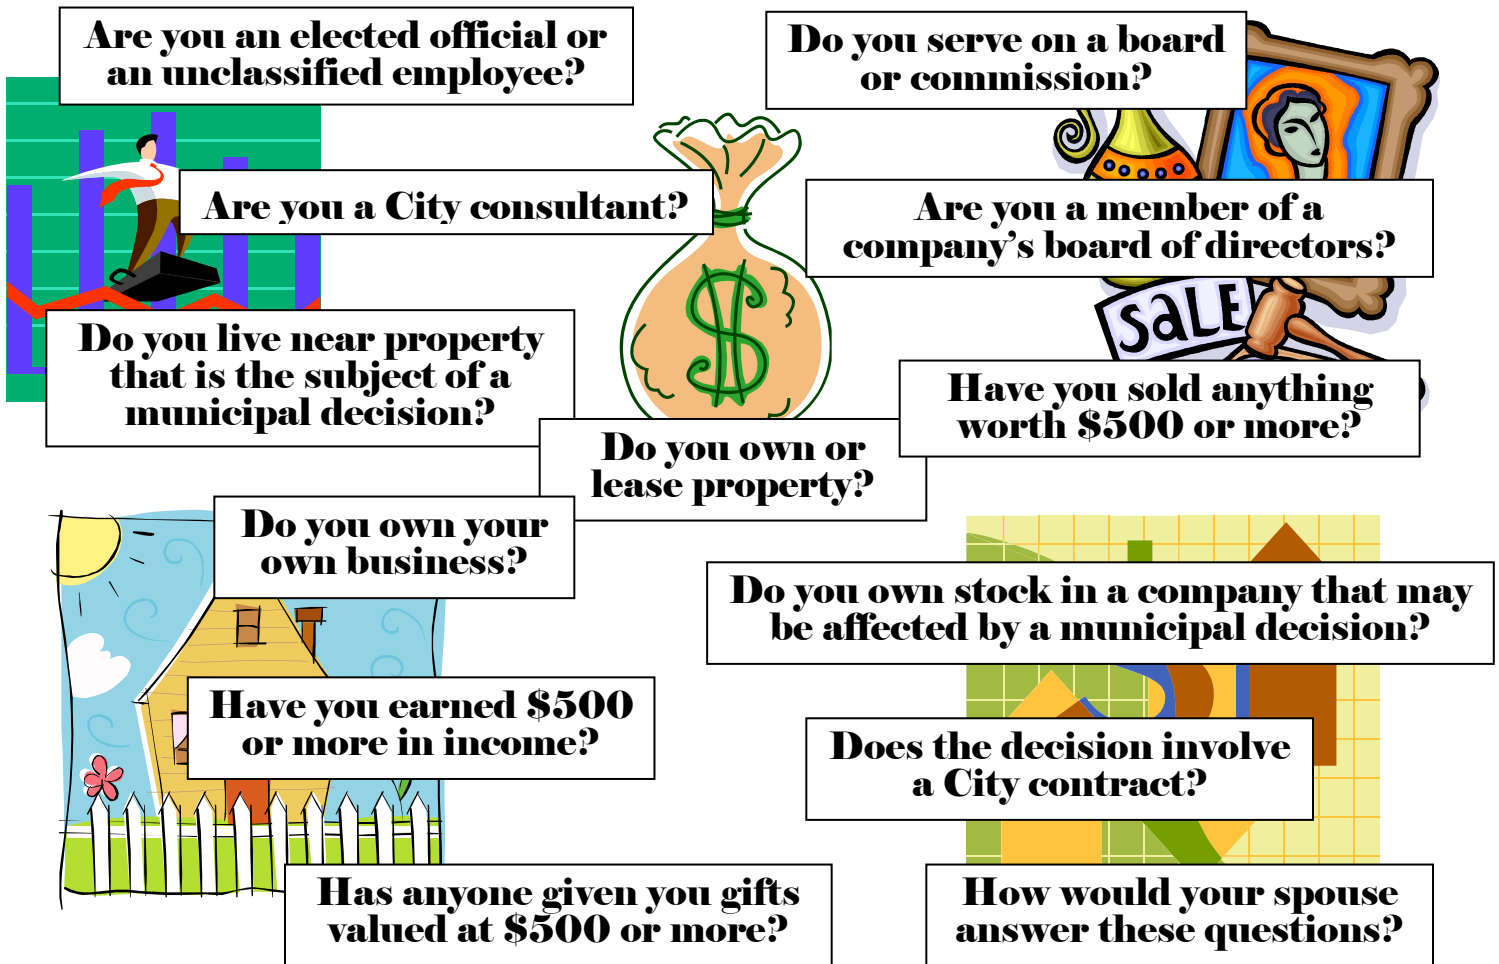 Are you an elected official or
an unclassified employee?
Do you serve on a board
or commission?
Are you a City consultant?
Are you a member of a
company’s board of directors?
SALE
Do you live near property
that is the subject of a
municipal decision?
Have you sold anything
worth $500 or more?
Do you own or
lease property?
Do you own your
own business?
Do you own stock in a company that may
be affected by a municipal decision?
Have you earned $500
or more in income?
Does the decision involve
a City contract?
Has anyone given you gifts
valued at $500 or more?
How would your spouse
answer these questions?